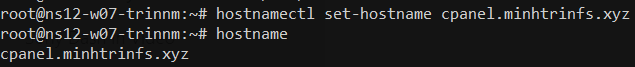 root@ns12-w07-trinnm:~# hostnamectl set-hostname cpanel.minhtrinfs.xyz
root@ns12-w07-trinnm:~# hostname
cpanel.minhtrinfs.xyz